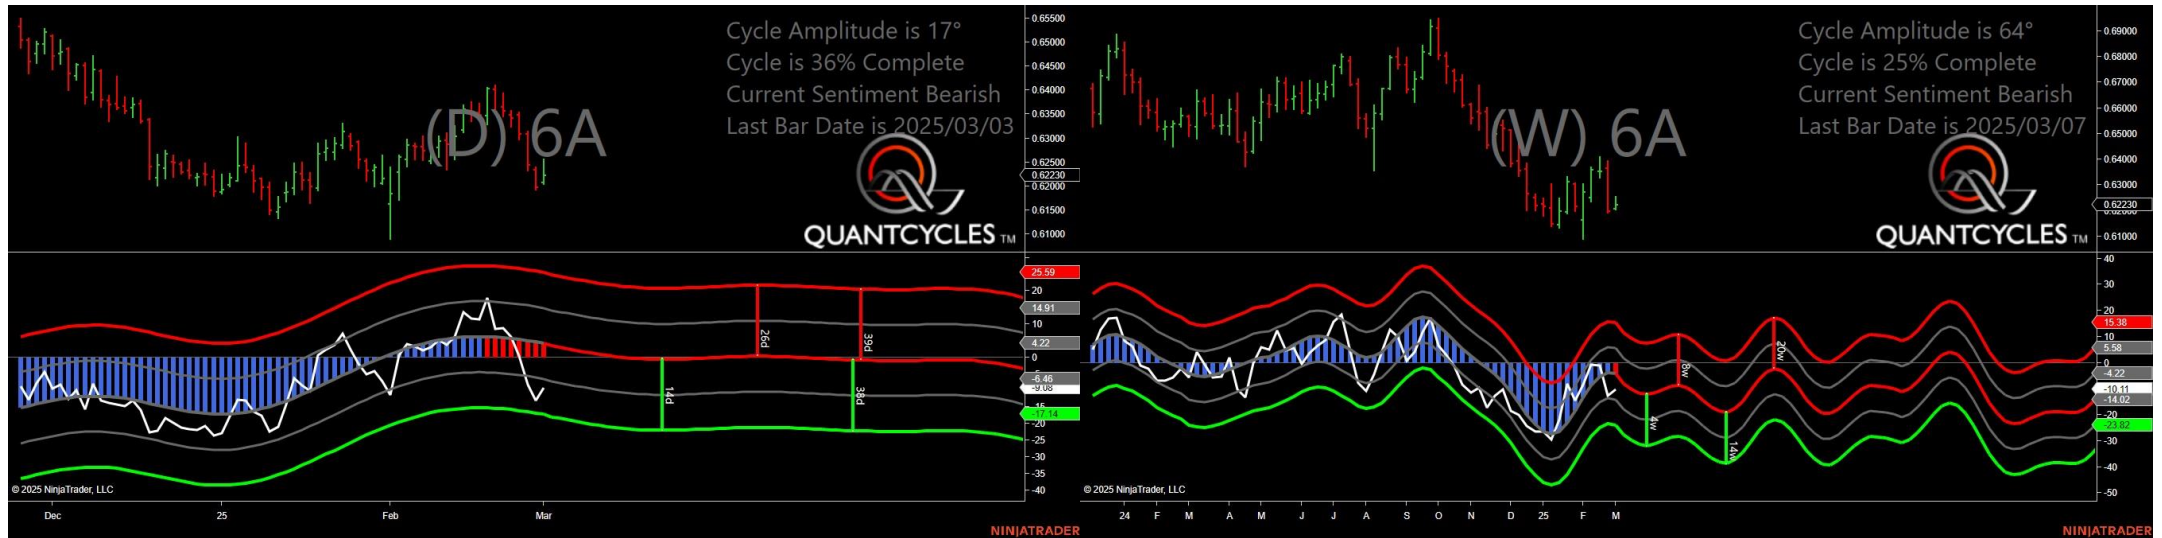 Cycle Amplitude is 17°
Cycle is 36% Complete
Current Sentiment Bearish
Last Bar Date is 2025/03/03
(D) 6A
QUANTCYCLES TM
0.65500
0.65000
0.64500
0.64000
0.63500
0.63000
0.62500
0.62230
0.62000
0.61500
0.61000
25.59
20
14.91
10
4.22
0
-6.46
-9.08
-15
-17.14
-20
-25
-30
-35
-40
14d
26d
38d
39d
© 2025 NinjaTrader, LLC
Dec
25
Feb
Mar
NINJATRADER
Cycle Amplitude is 64°
Cycle is 25% Complete
Current Sentiment Bearish
Last Bar Date is 2025/03/07
(W) 6A
QUANTCYCLES TM
0.69000
0.68000
0.67000
0.66000
0.65000
0.64000
0.63000
0.62230
0.62000
0.61000
40
30
20
15.38
5.58
0
-4.22
-10.11
-14.02
-20
-23.82
-30
-40
-50
4w
8w
14w
20w
© 2025 NinjaTrader, LLC
24
F
M
A
M
J
J
A
S
O
N
D
25
F
M
NINJATRADER